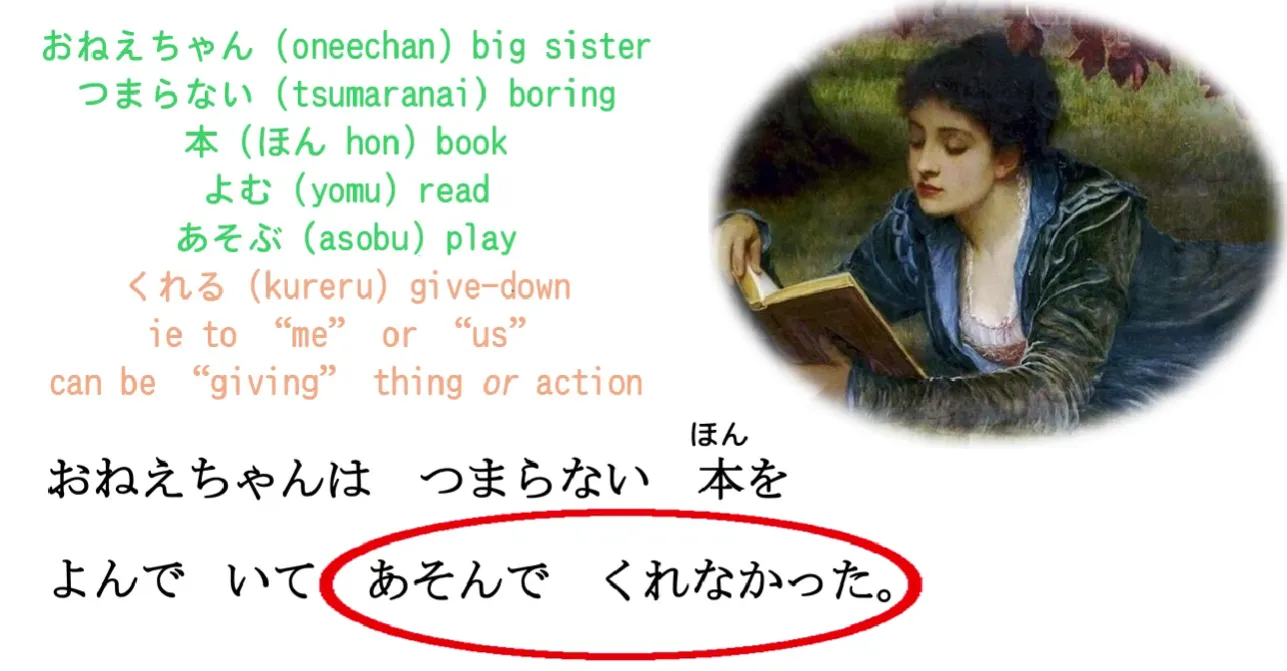 おねえちゃん (oneechan) big sister
つまらない (tsumaranai) boring
本 (ほん hon) book
よむ (yomu) read
あそぶ (asobu) play
くれる (kureru) give-down
ie to “me” or “us”
can be “giving” thing or action
ほん
おねえちゃんは つまらない 本を
よんで いて あそんで くれなかった。